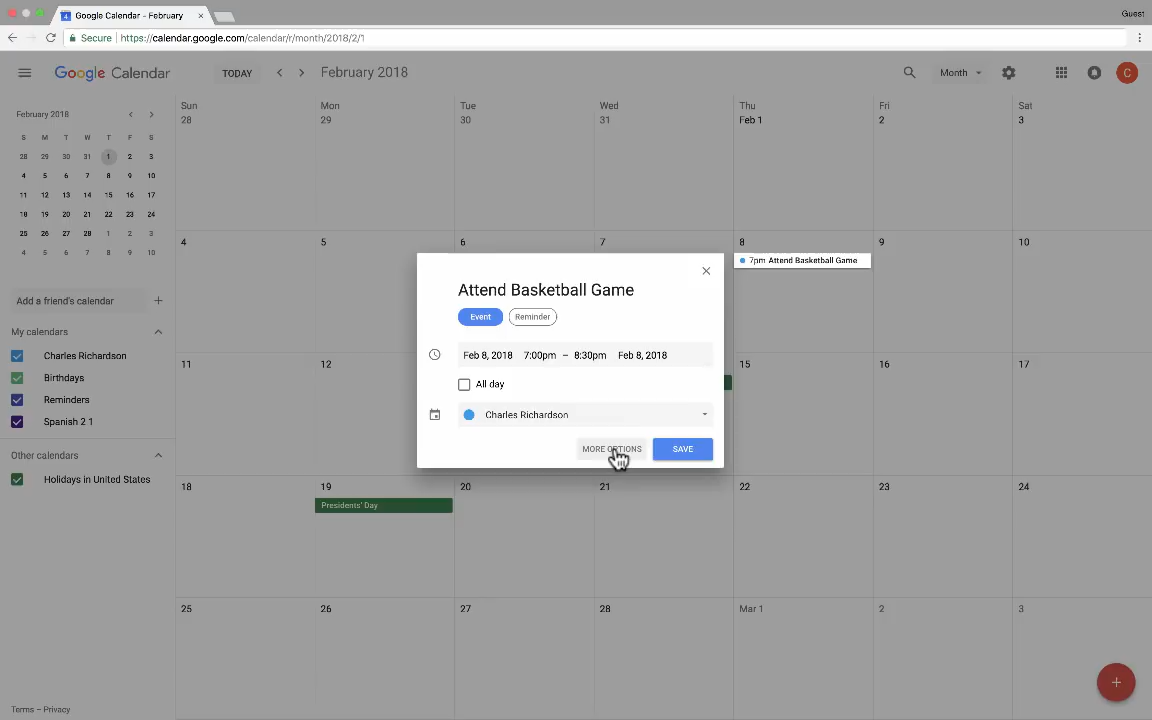 Google Calendar - February
Guest
Secure https://calendar.google.com/calendar/r/month/2018/2/1
Google Calendar
TODAY
February 2018
Month
C
February 2018
S M T W T F S
28 29 30 31 1 2 3
4 5 6 7 8 9 10
11 12 13 14 15 16 17
18 19 20 21 22 23 24
25 26 27 28 1 2 3
4 5 6 7 8 9 10
Add a friend's calendar
My calendars
Charles Richardson
Birthdays
Reminders
Spanish 2 1
Other calendars
Holidays in United States
Terms – Privacy
Sun Mon Tue Wed Thu Fri Sat
28 29 30 31 Feb 1 2 3
4 5 6 7 8 9 10
7pm Attend Basketball Game
Attend Basketball Game
Event Reminder
Feb 8, 2018 7:00pm – 8:30pm Feb 8, 2018
All day
Charles Richardson
MORE OPTIONS SAVE
11 12 15 16 17
18 19 20 21 22 23 24
Presidents' Day
25 26 27 28 Mar 1 2 3